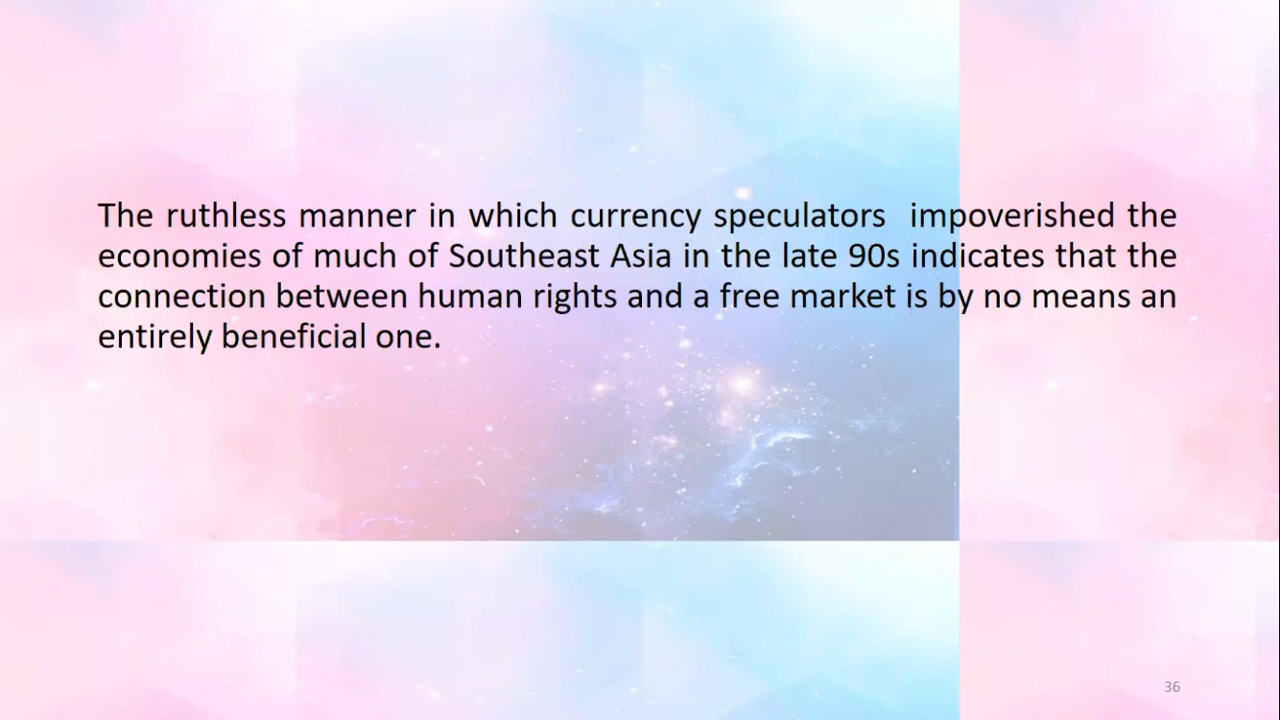 The ruthless manner in which currency speculators  impoverished the
economies of much of Southeast Asia in the late 90s indicates that the
connection between human rights and a free market is by no means an
entirely beneficial one.
36